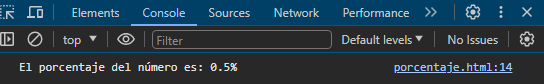 Elements Console Sources Network Performance
top Filter Default levels No Issues
El porcentaje del número es: 0.5% porcentaje.html:14